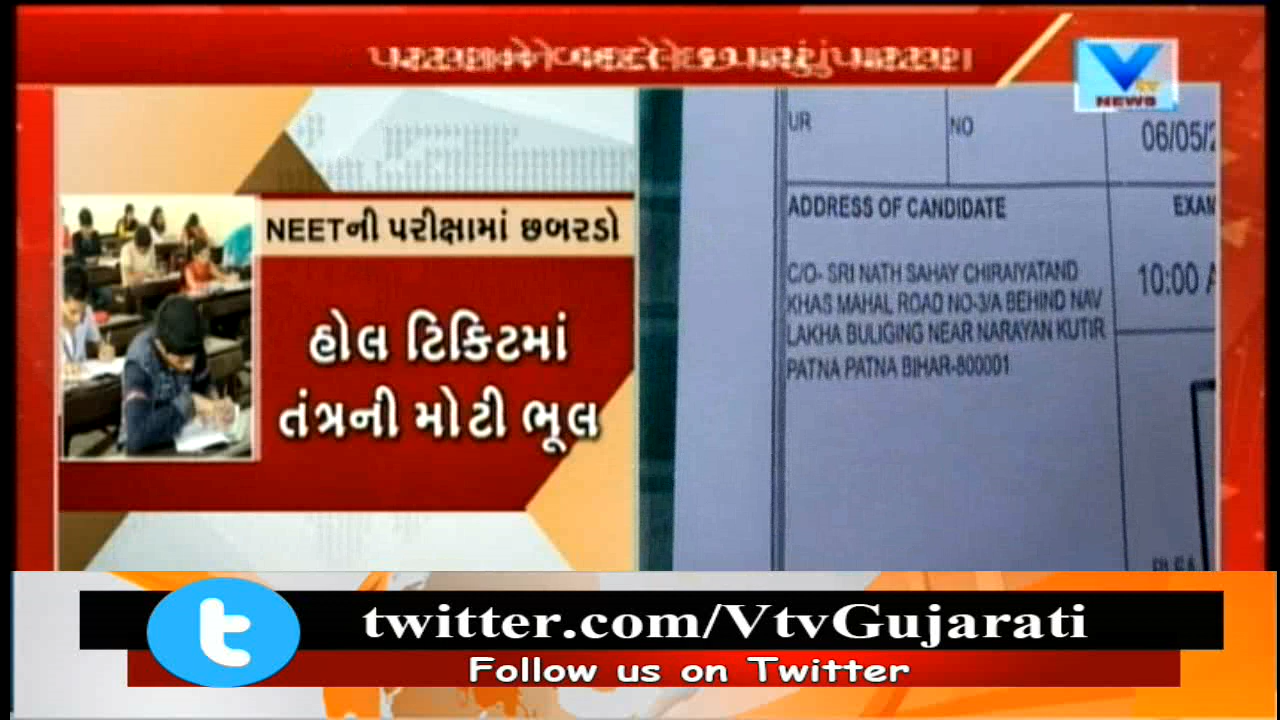 V TV
NEWS
NEETની પરીક્ષામાં છબરડો
હોલ ટિકિટમાં
તંત્રની મોટી ભૂલ
UR
NO
06/05/2
ADDRESS OF CANDIDATE
EXAM
C/O- SRI NATH SAHAY CHIRAIYATAND
KHAS MAHAL ROAD NO-3/A BEHIND NAV
LAKHA BULIGING NEAR NARAYAN KUTIR
PATNA PATNA BIHAR-800001
10:00 A
twitter.com/VtvGujarati
Follow us on Twitter